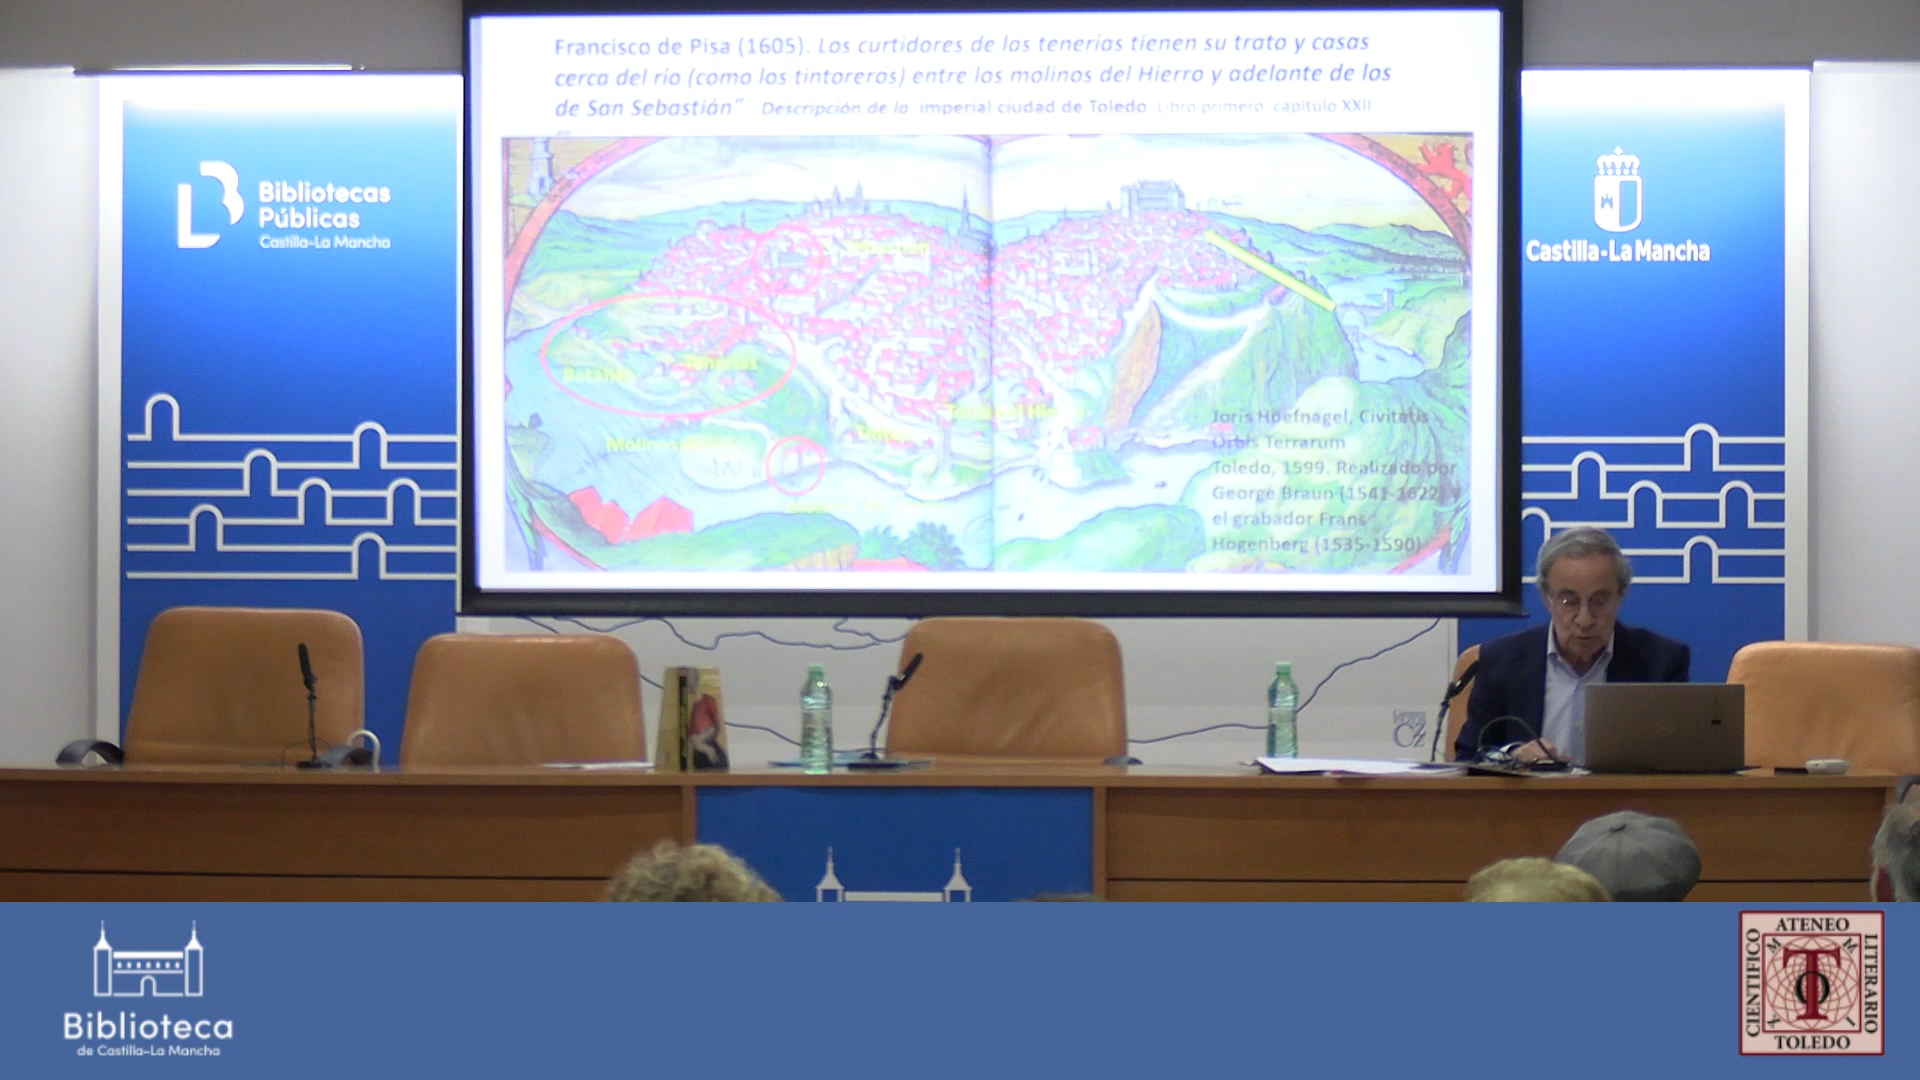 Francisco de Pisa (1605). Los curtidores de las tenerías tienen su trato y casas
cerca del río (como los tintoreros) entre los molinos del Hierro y adelante de los
de San Sebastián” Descripción de la imperial ciudad de Toledo Libro primero capítulo XXII
Tenerías
Molinos
Joris Hoefnagel, Civitatis
Orbis Terrarum
Toledo, 1599. Realizado por
George Braun (1541-1622) y
el grabador Frans
Hogenberg (1535-1590)
Bibliotecas
Públicas
Castilla-La Mancha
Castilla-La Mancha
Biblioteca
de Castilla-La Mancha
ATENEO
CIENTÍFICO
LITERARIO
TOLEDO